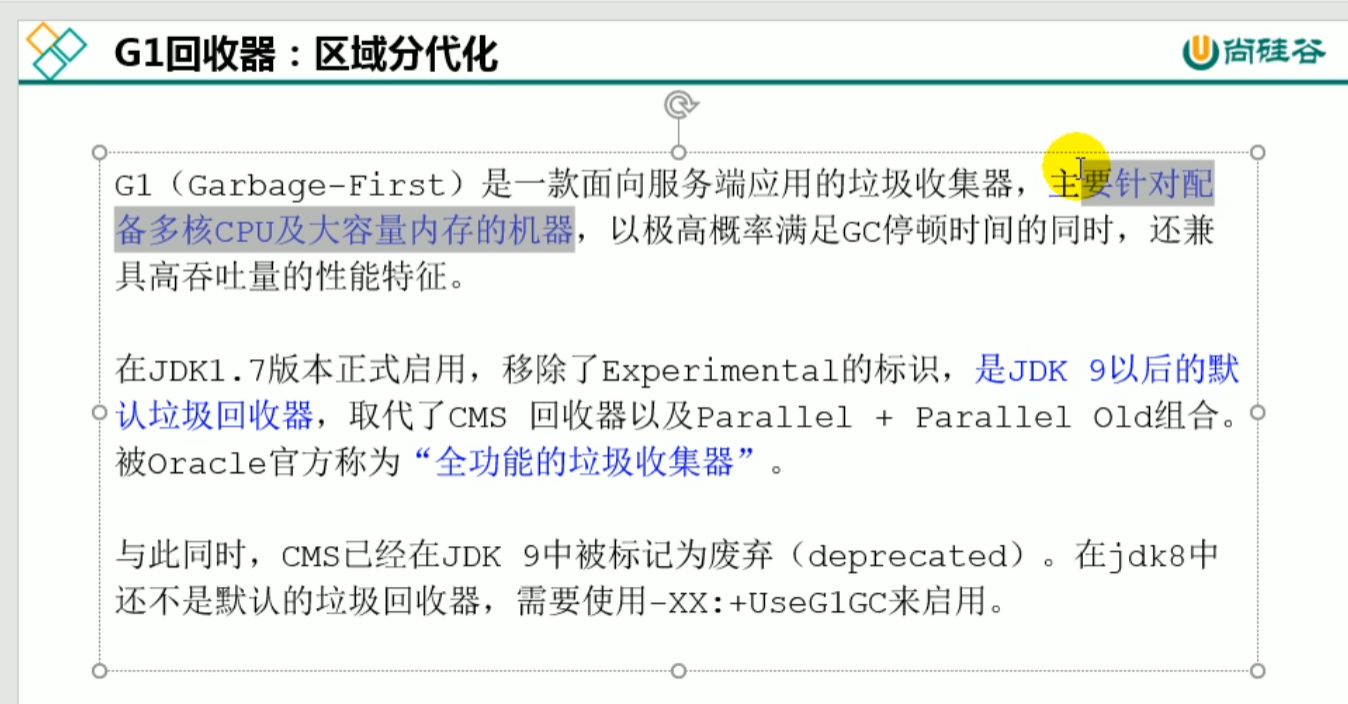 G1回收器：区域分代化
尚硅谷
G1（Garbage-First）是一款面向服务端应用的垃圾收集器，主要针对配
备多核CPU及大容量内存的机器，以极高概率满足GC停顿时间的同时，还兼
具高吞吐量的性能特征。
在JDK1.7版本正式启用，移除了Experimental的标识，是JDK 9以后的默
认垃圾回收器，取代了CMS 回收器以及Parallel + Parallel Old组合。
被Oracle官方称为“全功能的垃圾收集器”。
与此同时，CMS已经在JDK 9中被标记为废弃（deprecated）。在jdk8中
还不是默认的垃圾回收器，需要使用-XX:+UseG1GC来启用。